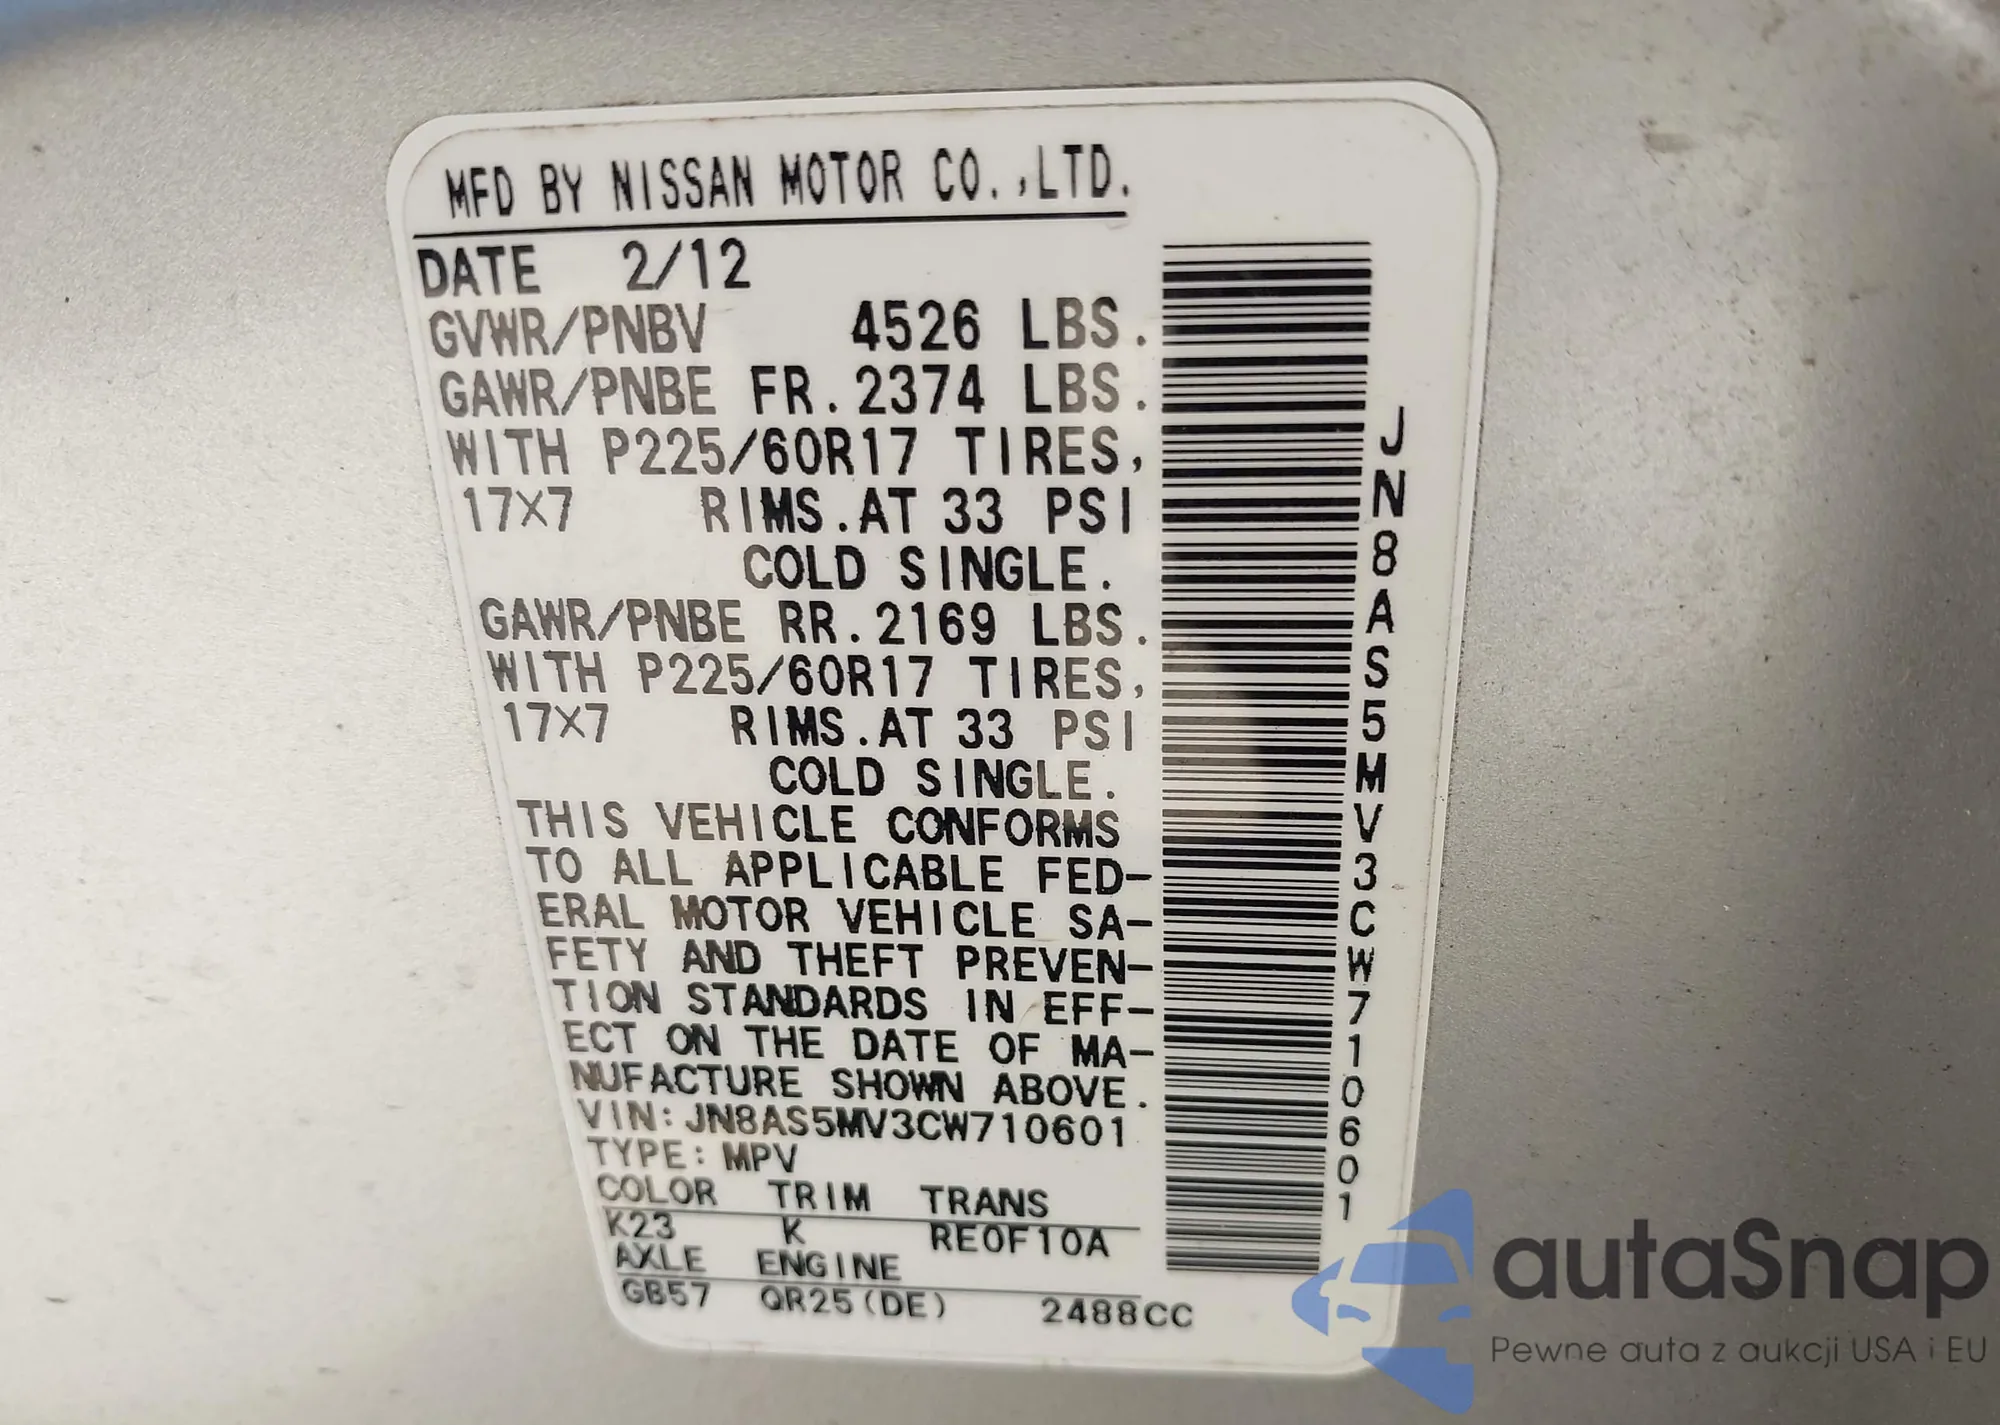 MFD BY NISSAN MOTOR CO.,LTD.
DATE 2/12
GVWR/PNBV 4526 LBS.
GAWR/PNBE FR.2374 LBS.
WITH P225/60R17 TIRES,
17X7 RIMS.AT 33 PSI
COLD SINGLE.
GAWR/PNBE RR.2169 LBS.
WITH P225/60R17 TIRES,
17X7 RIMS.AT 33 PSI
COLD SINGLE.
THIS VEHICLE CONFORMS
TO ALL APPLICABLE FED-
ERAL MOTOR VEHICLE SA-
FETY AND THEFT PREVEN-
TION STANDARDS IN EFF-
ECT ON THE DATE OF MA-
NUFACTURE SHOWN ABOVE.
VIN:JN8AS5MV3CW710601
TYPE:MPV
COLOR TRIM TRANS
K23 K RE0F10A
AXLE ENGINE
GB57 QR25(DE) 2488CC
JN8AS5MV3CW710601
autaSnap
Pewne auta z aukcji USA i EU